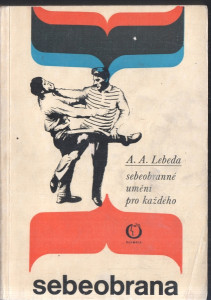 A. A. Lebeda
sebeobranné
umění
pro každého
sebeobrana